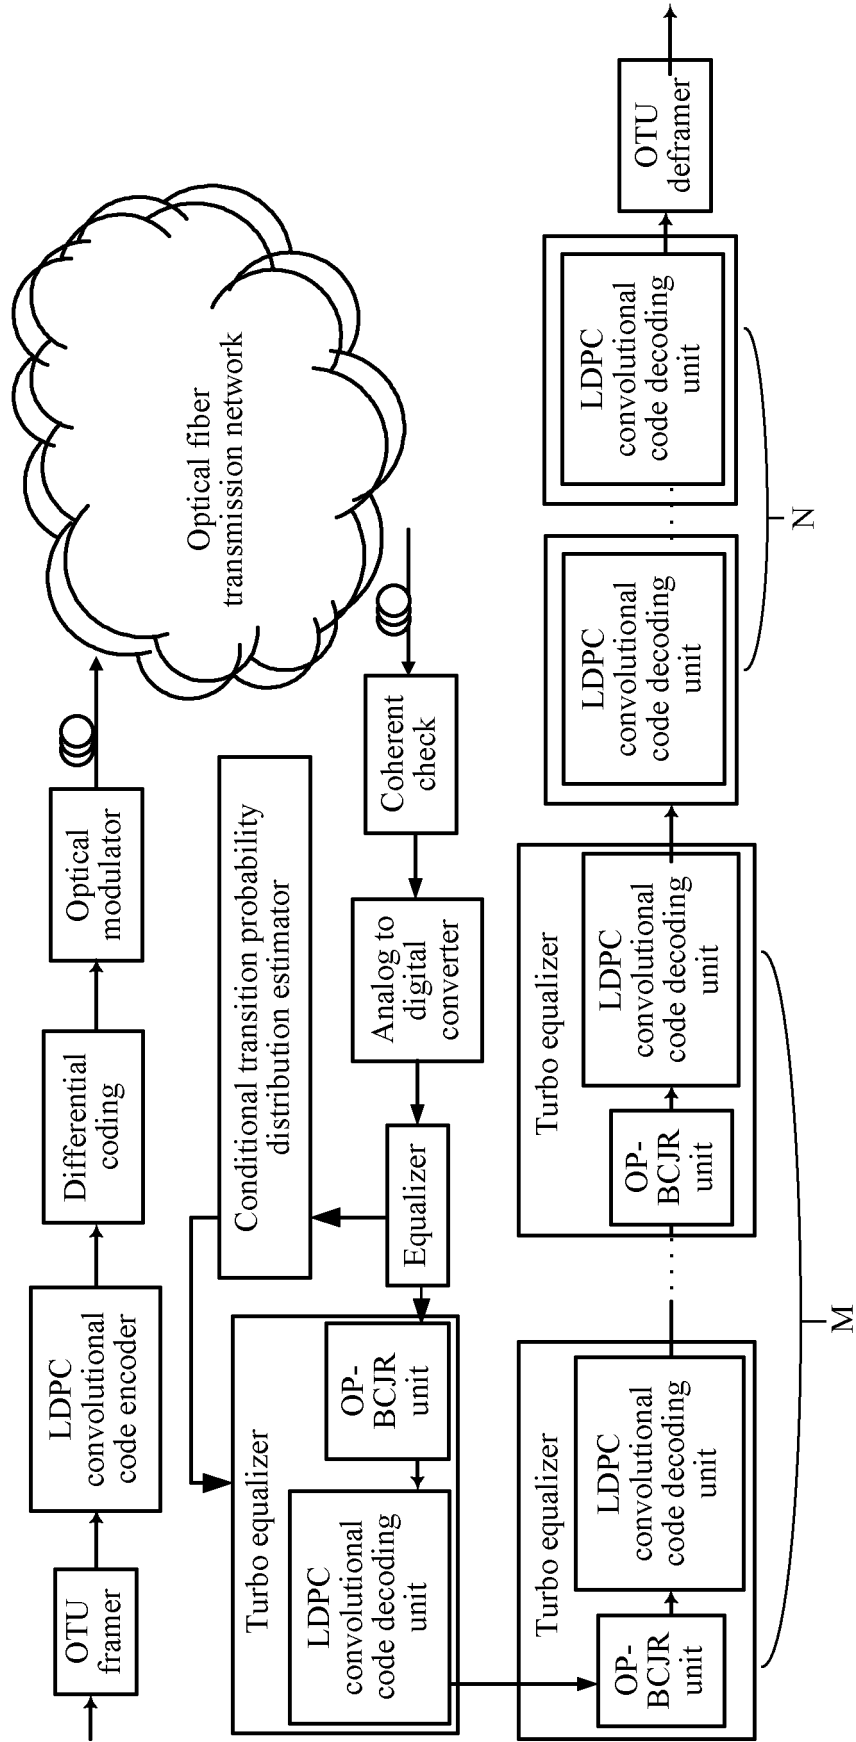 OTU
framer
LDPC
convolutional
code encoder
Differential
coding
Optical
modulator
Optical fiber
transmission network
Conditional transition probability
distribution estimator
Coherent
check
Analog to
digital
converter
Equalizer
Turbo equalizer
OP-
BCJR
unit
LDPC
convolutional
code decoding
unit
Turbo equalizer
OP-
BCJR
unit
LDPC
convolutional
code decoding
unit
Turbo equalizer
OP-
BCJR
unit
LDPC
convolutional
code decoding
unit
M
LDPC
convolutional
code decoding
unit
LDPC
convolutional
code decoding
unit
N
OTU
deframer